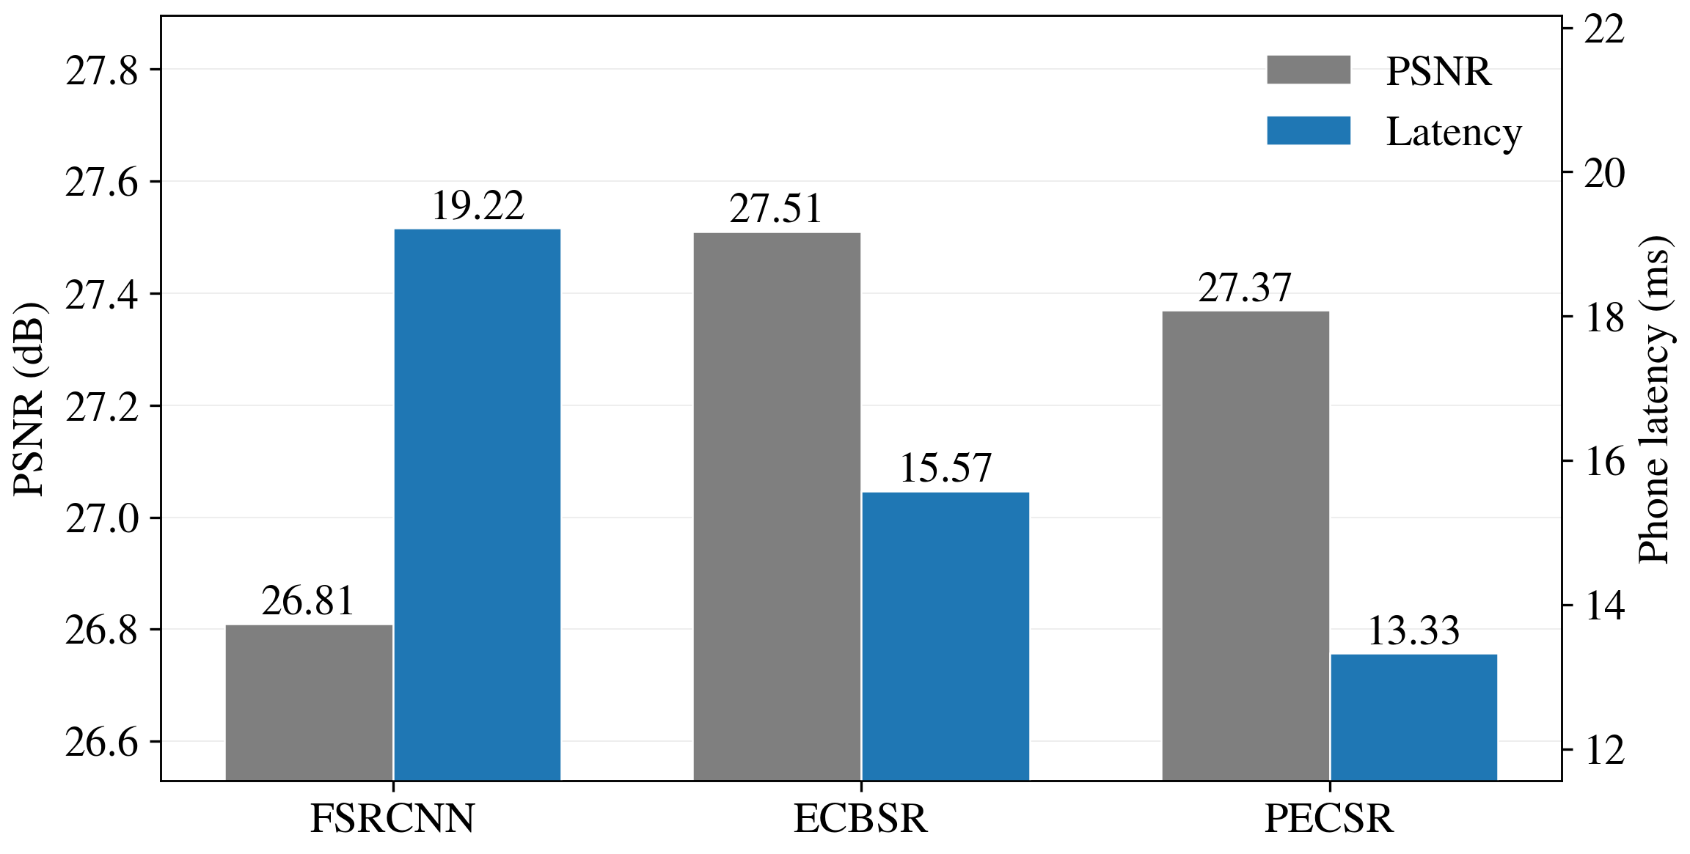 PSNR (dB)
27.8
27.6
27.4
27.2
27.0
26.8
26.6
PSNR
Latency
26.81
19.22
27.51
15.57
27.37
13.33
FSRCNN
ECBSR
PECSR
22
20
18
16
14
12
Phone latency (ms)